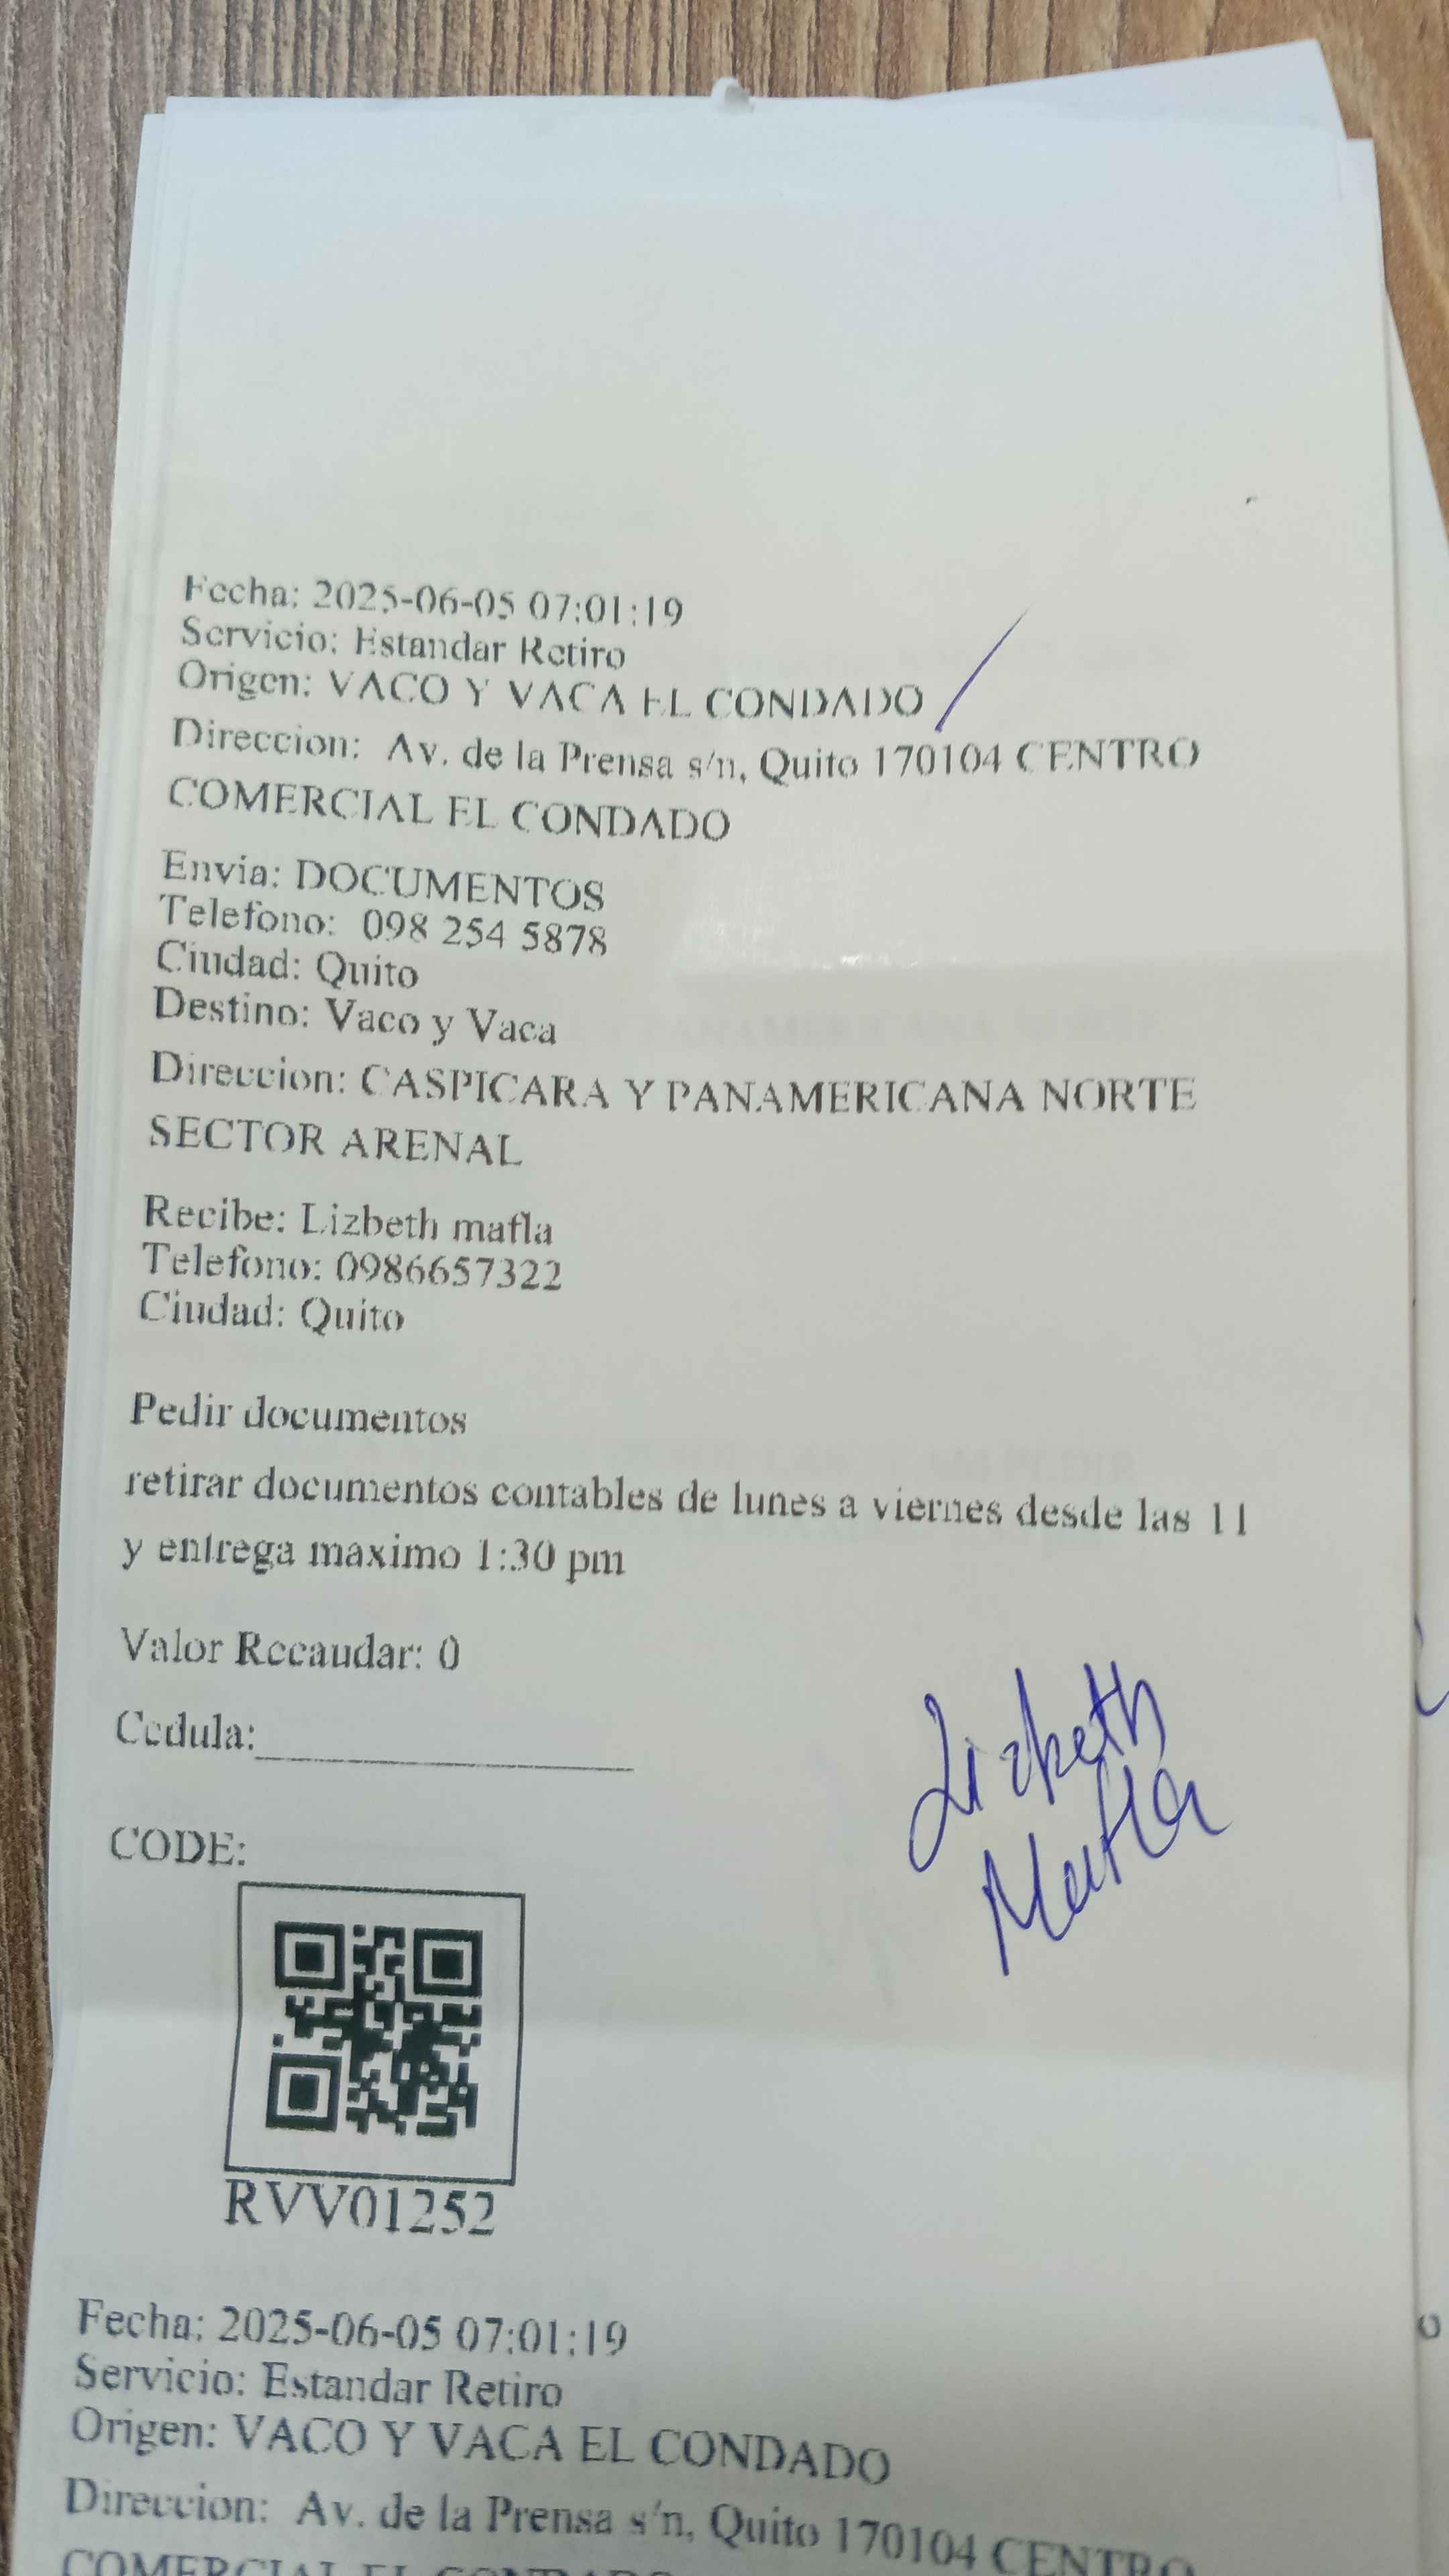 Fecha: 2025-06-05 07:01:19
Servicio: Estandar Retiro
Origen: VACO Y VACA EL CONDADO
Direccion: Av. de la Prensa s/n, Quito 170104 CENTRO
COMERCIAL EL CONDADO
Envia: DOCUMENTOS
Telefono: 098 254 5878
Ciudad: Quito
Destino: Vaco y Vaca
Direccion: CASPICARA Y PANAMERICANA NORTE
SECTOR ARENAL
Recibe: Lizbeth mafla
Telefono: 0986657322
Ciudad: Quito
Pedir documentos
retirar documentos contables de lunes a viernes desde las 11
y entrega maximo 1:30 pm
Valor Recaudar: 0
Cedula:
Lizbeth
Mafla
CODE:
RVV01252
Fecha: 2025-06-05 07:01:19
Servicio: Estandar Retiro
Origen: VACO Y VACA EL CONDADO
Direccion: Av. de la Prensa s/n, Quito 170104 CENTRO
COMERCIAL EL CONDADO